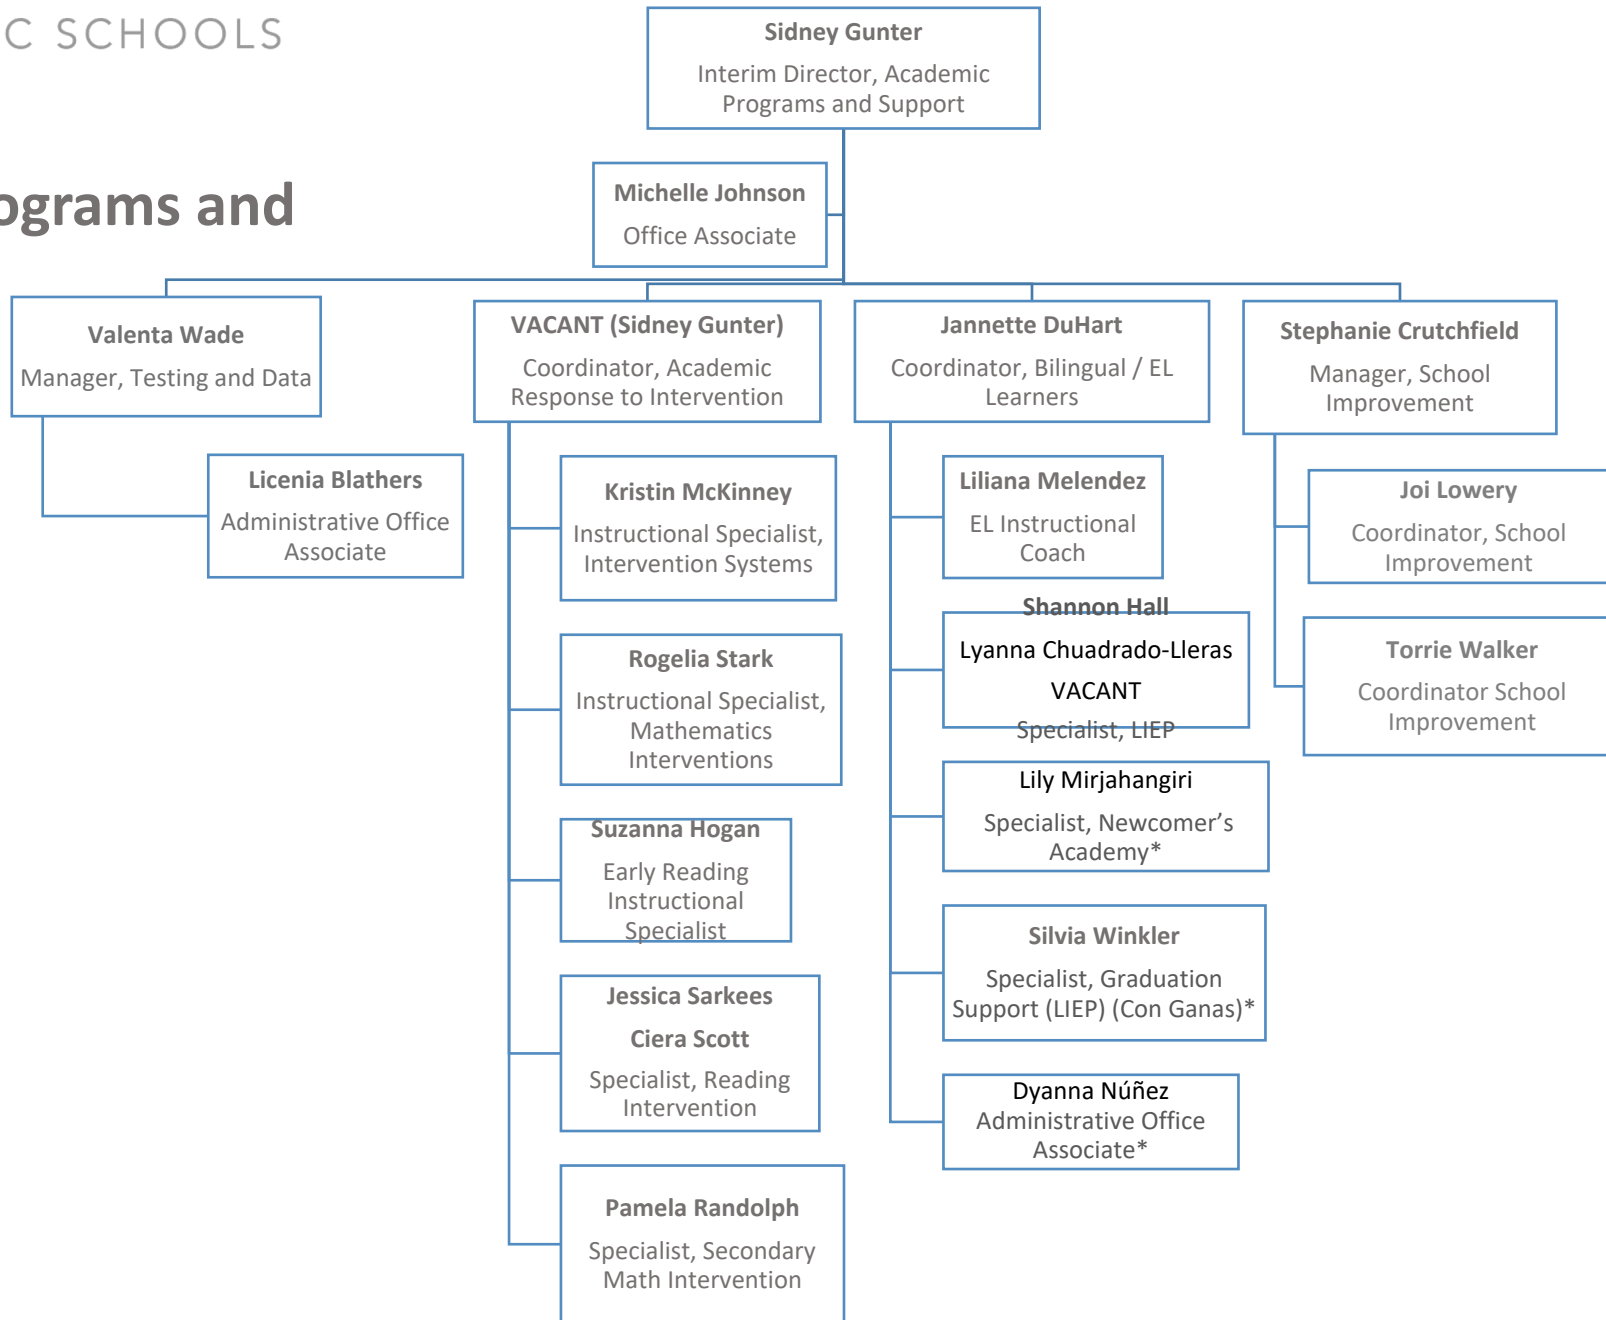 C SCHOOLS
ograms and
Sidney Gunter
Interim Director, Academic
Programs and Support
Michelle Johnson
Office Associate
Valenta Wade
Manager, Testing and Data
Licenia Blathers
Administrative Office
Associate
VACANT (Sidney Gunter)
Coordinator, Academic
Response to Intervention
Kristin McKinney
Instructional Specialist,
Intervention Systems
Rogelia Stark
Instructional Specialist,
Mathematics
Interventions
Suzanna Hogan
Early Reading
Instructional
Specialist
Jessica Sarkees
Ciera Scott
Specialist, Reading
Intervention
Pamela Randolph
Specialist, Secondary
Math Intervention
Jannette DuHart
Coordinator, Bilingual / EL
Learners
Liliana Melendez
EL Instructional
Coach
Shannon Hall
Lyanna Chuadrado-Lleras
VACANT
Specialist, LIEP
Lily Mirjahangiri
Specialist, Newcomer’s
Academy*
Silvia Winkler
Specialist, Graduation
Support (LIEP) (Con Ganas)*
Dyanna Núñez
Administrative Office
Associate*
Stephanie Crutchfield
Manager, School
Improvement
Joi Lowery
Coordinator, School
Improvement
Torrie Walker
Coordinator School
Improvement